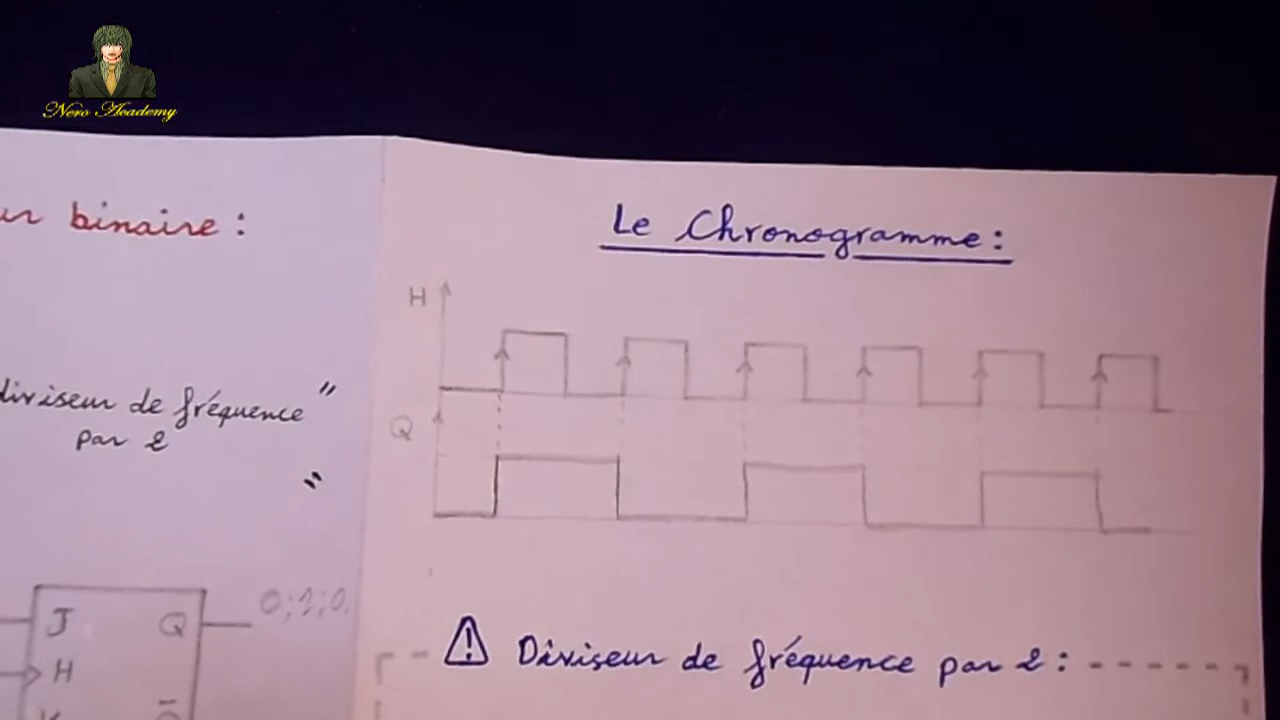 Nero Academy
binaire :
Le Chronogramme :
H
diviseur de fréquence "
par 2
Q
"
0;1;0
J Q
H
⚠ Diviseur de fréquence par 2 :